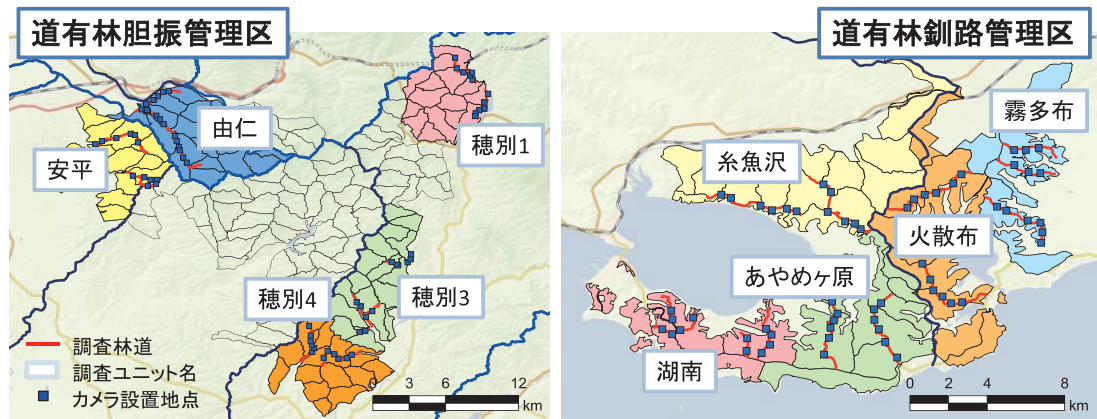 道有林胆振管理区
由仁
安平
穂別1
穂別4
穂別3
調査林道
調査ユニット名
カメラ設置地点
0 3 6 12
km
道有林釧路管理区
霧多布
糸魚沢
火散布
あやめヶ原
湖南
0 2 4 8
km